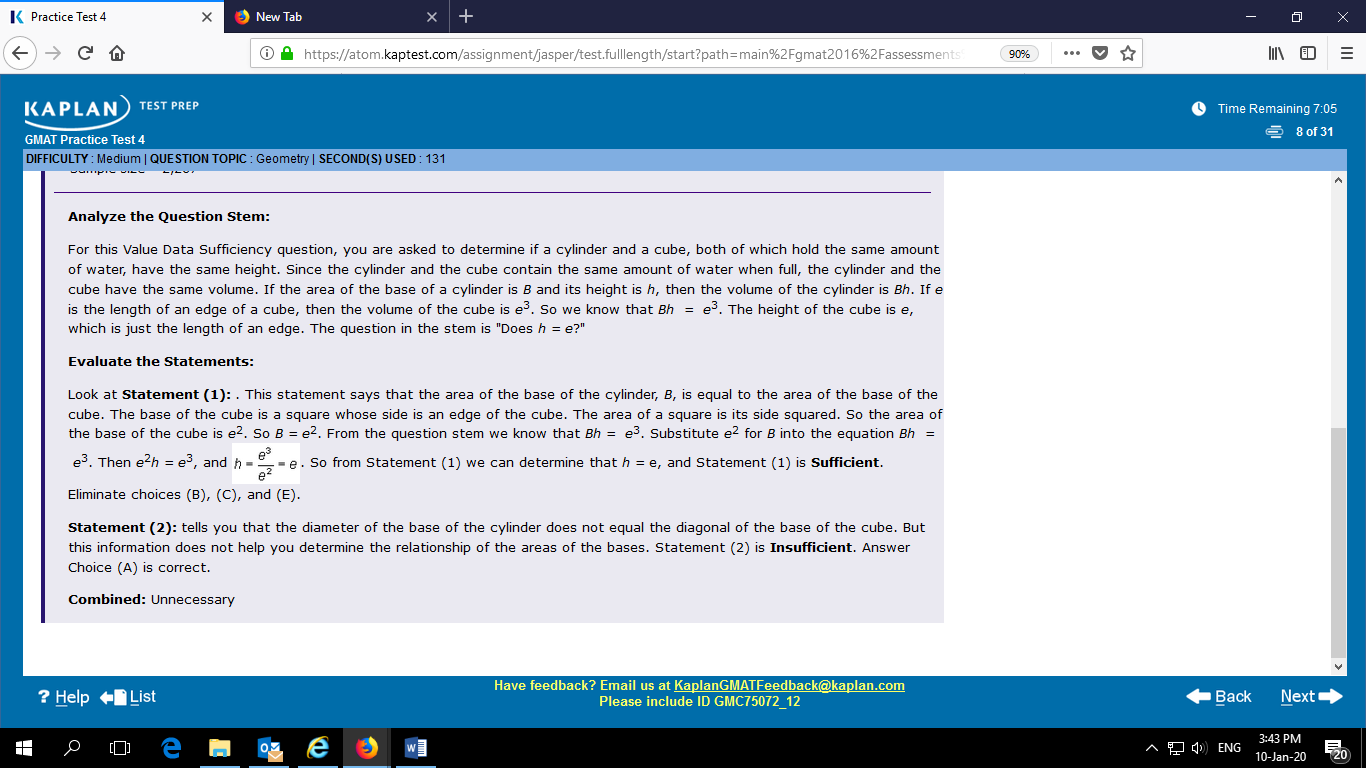 Practice Test 4
New Tab
https://atom.kaptest.com/assignment/jasper/test.fulllength/start?path=main%2Fgmat2016%2Fassessments
90%
KAPLAN TEST PREP
GMAT Practice Test 4
Time Remaining 7:05
8 of 31
DIFFICULTY : Medium | QUESTION TOPIC : Geometry | SECOND(S) USED : 131
Analyze the Question Stem:
For this Value Data Sufficiency question, you are asked to determine if a cylinder and a cube, both of which hold the same amount
of water, have the same height. Since the cylinder and the cube contain the same amount of water when full, the cylinder and the
cube have the same volume. If the area of the base of a cylinder is B and its height is h, then the volume of the cylinder is Bh. If e
is the length of an edge of a cube, then the volume of the cube is e³. So we know that Bh = e³. The height of the cube is e,
which is just the length of an edge. The question in the stem is "Does h = e?"
Evaluate the Statements:
Look at Statement (1): . This statement says that the area of the base of the cylinder, B, is equal to the area of the base of the
cube. The base of the cube is a square whose side is an edge of the cube. The area of a square is its side squared. So the area of
the base of the cube is e². So B = e². From the question stem we know that Bh = e³. Substitute e² for B into the equation Bh =
e³. Then e²h = e³, and h = e³/e² = e. So from Statement (1) we can determine that h = e, and Statement (1) is Sufficient.
Eliminate choices (B), (C), and (E).
Statement (2): tells you that the diameter of the base of the cylinder does not equal the diagonal of the base of the cube. But
this information does not help you determine the relationship of the areas of the bases. Statement (2) is Insufficient. Answer
Choice (A) is correct.
Combined: Unnecessary
Have feedback? Email us at KaplanGMATFeedback@kaplan.com
Please include ID GMC75072_12
? Help
List
Back
Next
ENG
3:43 PM
10-Jan-20
20